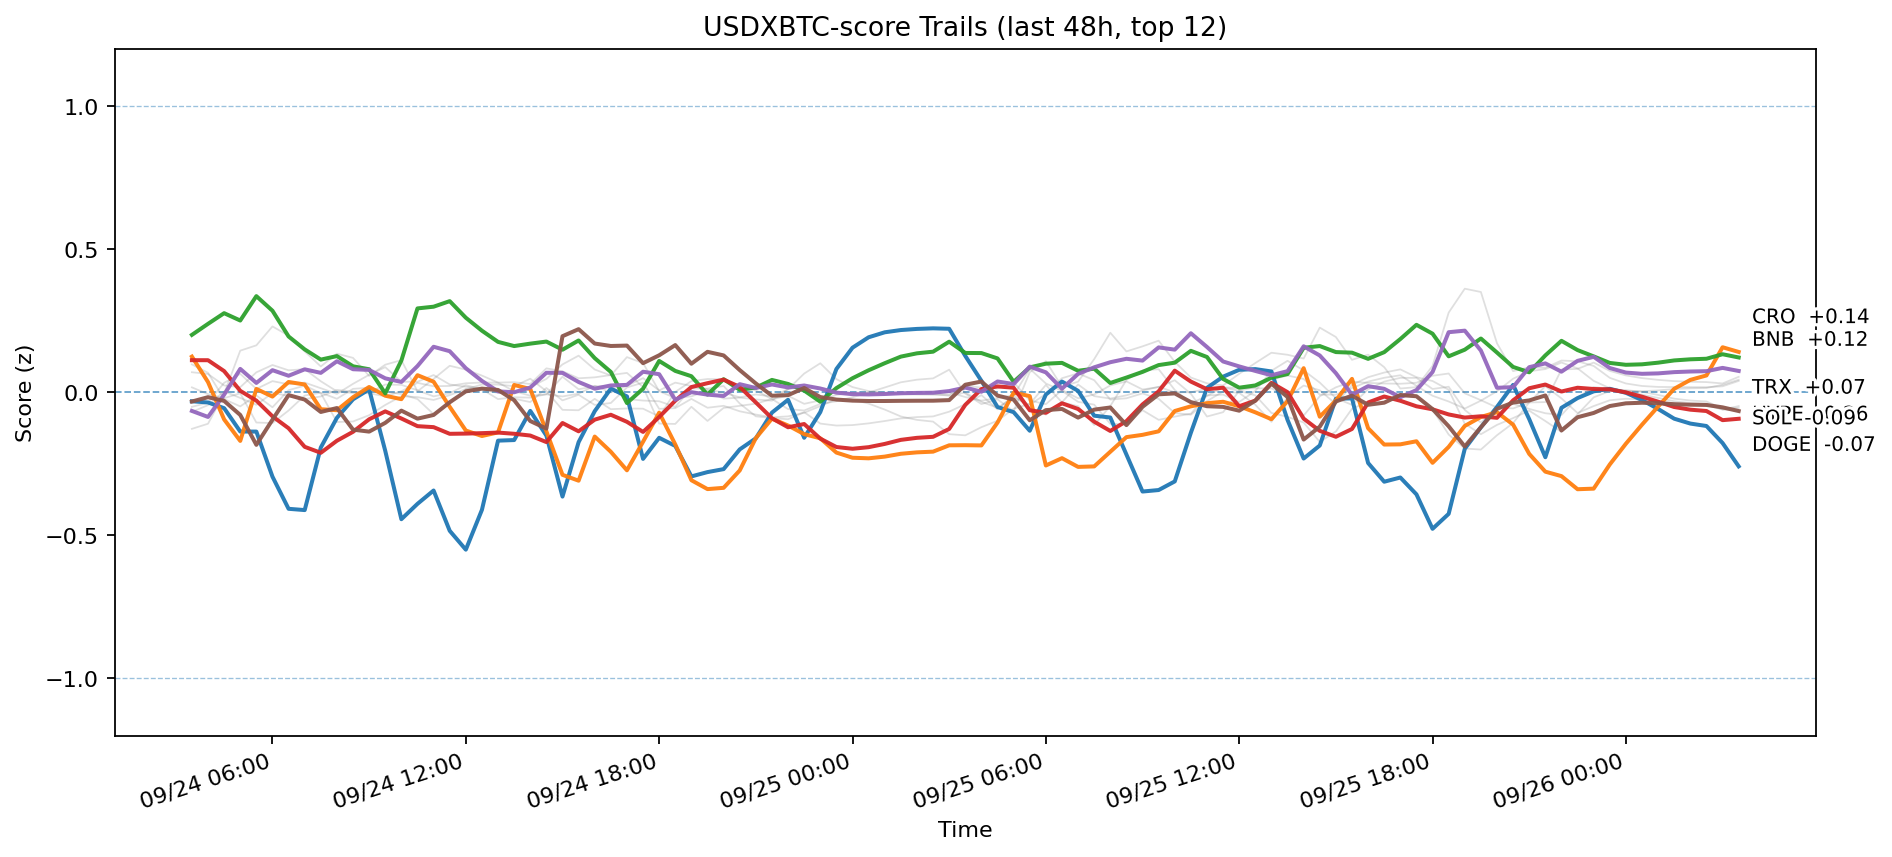 USDXBTC-score Trails (last 48h, top 12)
Score (z)
1.0
0.5
0.0
−0.5
−1.0
CRO +0.14
BNB +0.12
TRX +0.07
SOL -0.09
DOGE -0.07
09/24 06:00
09/24 12:00
09/24 18:00
09/25 00:00
09/25 06:00
09/25 12:00
09/25 18:00
09/26 00:00
Time